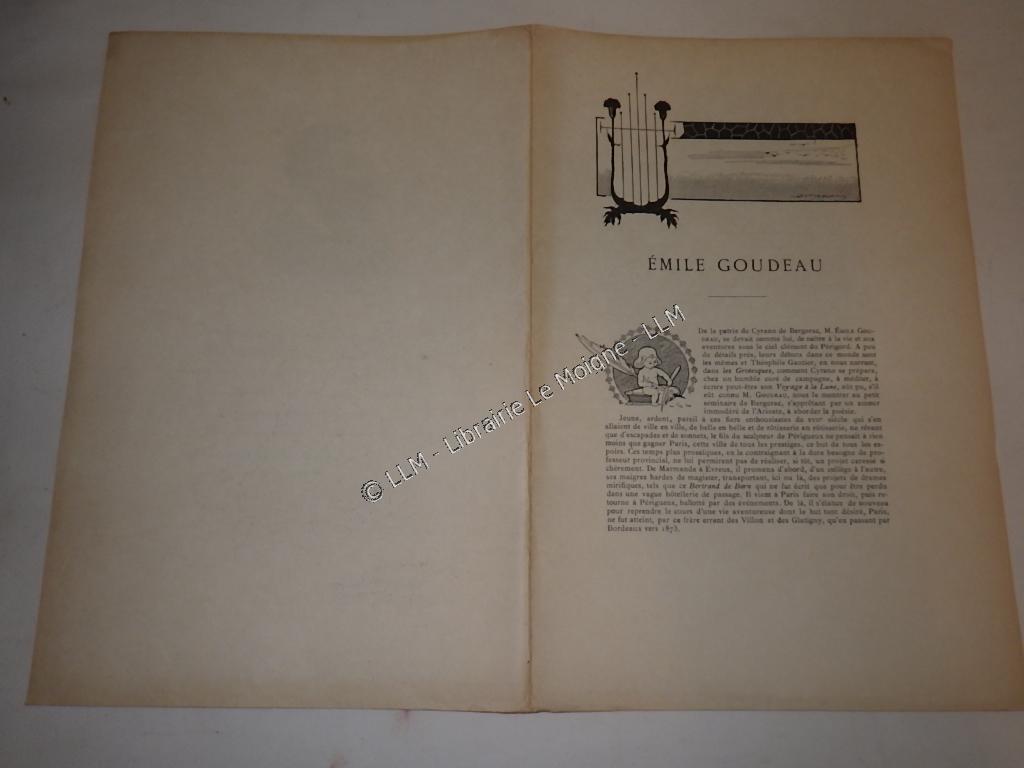 ÉMILE GOUDEAU
De la patrie du Cyrano de Bergerac, M. ÉMILE GOU-
DEAU, se devait comme lui, de naître à la vie et aux
aventures sous le ciel clément du Périgord. A peu
de détails près, leurs débuts dans ce monde sont
les mêmes et Théophile Gautier, en nous narrant,
dans les Grotesques, comment Cyrano se prépara,
chez un humble curé de campagne, à méditer, à
écrire peut-être son Voyage à la Lune, eût pu, s'il
eût connu M. GOUDEAU, nous le montrer au petit
séminaire de Bergerac, s'apprêtant par un amour
immodéré de l'Arioste, à aborder la poésie.
Jeune, ardent, pareil à ces fiers enthousiastes du siècle qui s'en
allaient de ville en ville, de belle en belle et de rôtisserie en rôtisserie, ne rêvant
que d'escapades et de sonnets, le fils du sculpteur de Périgueux ne pensait à rien
moins que gagner Paris, cette ville de tous les prestiges, ce but de tous les es-
poirs. Ces temps plus prosaïques, en le contraignant à la dure besogne de pro-
fesseur provincial, ne lui permirent pas de réaliser, si tôt, un projet caressé si
chèrement. De Marmande à Evreux, il promena d'abord, d'un collège à l'autre,
ses maigres hardes de magister, transportant, ici ou là, des projets de drames
mirifiques, tels que ce Bertrand de Born qui ne fut écrit que pour être perdu
dans une vague hôtellerie de passage. Il vient à Paris faire son droit, puis re-
tourne à Périgueux, ballotté par des événements. De là, il s'élance de nouveau
pour reprendre le cours d'une vie aventureuse dont le but tant désiré, Paris,
ne fut atteint, par ce frère errant des Villon et des Glatigny, qu'en passant par
Bordeaux vers 1873.
© LLM - Librairie Le Moigne - LLM